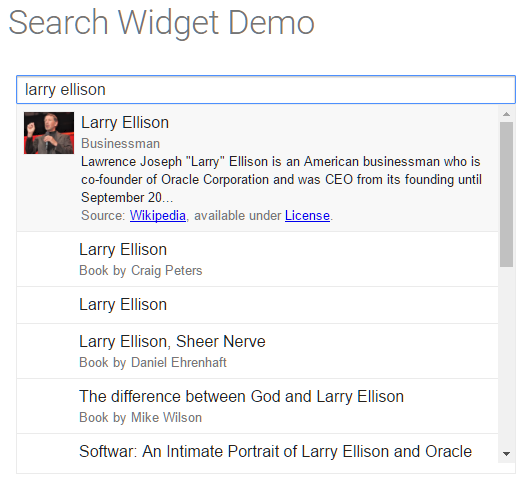 Search Widget Demo
larry ellison
Larry Ellison
Businessman
Lawrence Joseph "Larry" Ellison is an American businessman who is
co-founder of Oracle Corporation and was CEO from its founding until
September 20...
Source: Wikipedia, available under License.
Larry Ellison
Book by Craig Peters
Larry Ellison
Larry Ellison, Sheer Nerve
Book by Daniel Ehrenhaft
The difference between God and Larry Ellison
Book by Mike Wilson
Softwar: An Intimate Portrait of Larry Ellison and Oracle